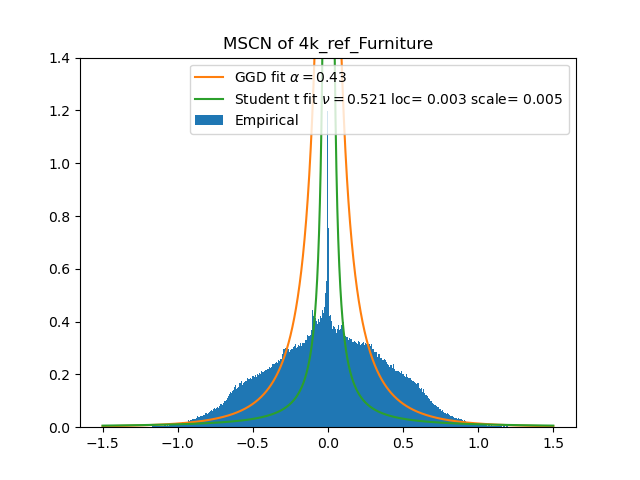 MSCN of 4k_ref_Furniture
GGD fit α = 0.43
Student t fit ν = 0.521 loc= 0.003 scale= 0.005
Empirical
1.4
1.2
1.0
0.8
0.6
0.4
0.2
0.0
−1.5 −1.0 −0.5 0.0 0.5 1.0 1.5